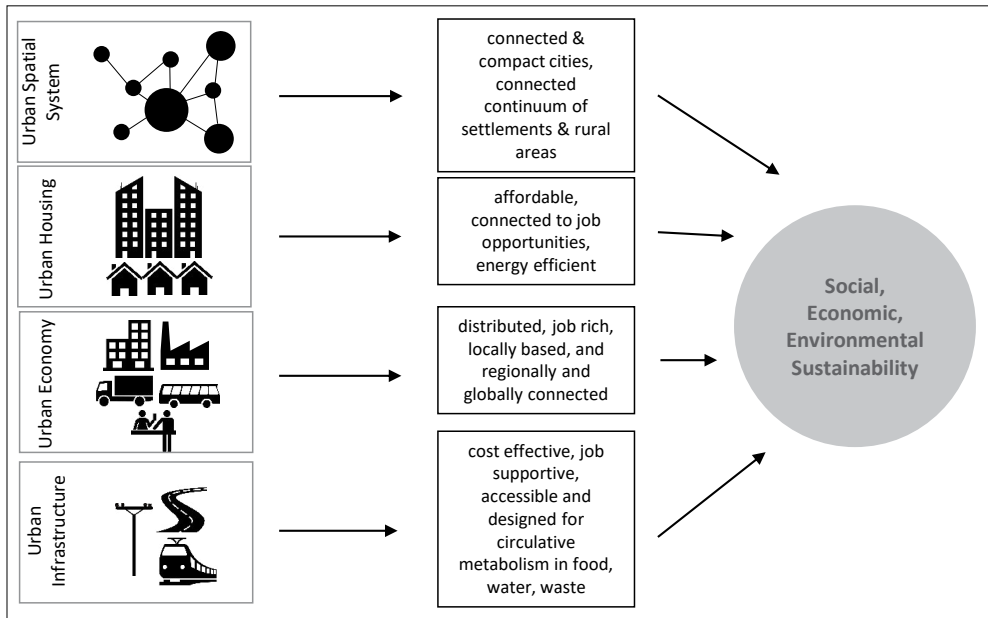 Urban Spatial
System
connected &
compact cities,
connected
continuum of
settlements & rural
areas
Urban Housing
affordable,
connected to job
opportunities,
energy efficient
Urban Economy
distributed, job rich,
locally based, and
regionally and
globally connected
Urban
Infrastructure
cost effective, job
supportive,
accessible and
designed for
circulative
metabolism in food,
water, waste
Social,
Economic,
Environmental
Sustainability